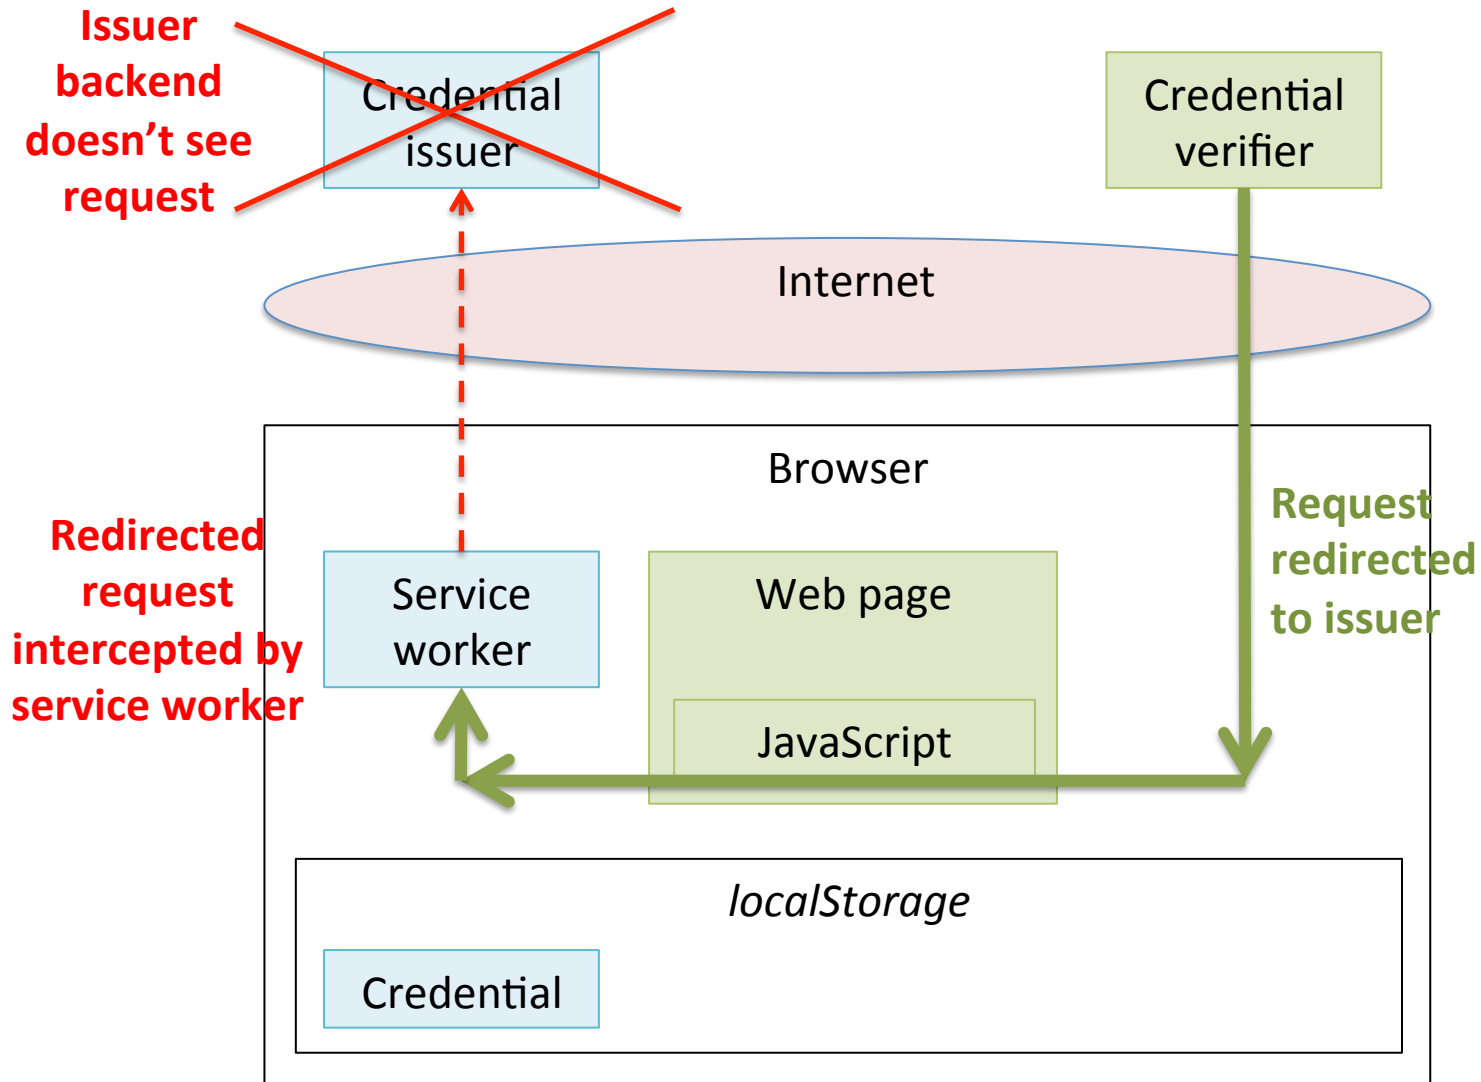 Issuer
backend
doesn’t see
request
Credential
issuer
Credential
verifier
Internet
Browser
Redirected
request
intercepted by
service worker
Service
worker
Web page
JavaScript
Request
redirected
to issuer
localStorage
Credential